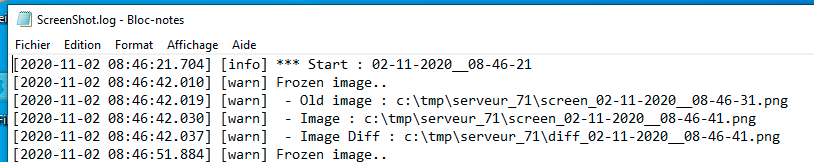 ScreenShot.log - Bloc-notes
Fichier Edition Format Affichage Aide
[2020-11-02 08:46:21.704] [info] *** Start : 02-11-2020__08-46-21
[2020-11-02 08:46:42.010] [warn] Frozen image..
[2020-11-02 08:46:42.019] [warn]  - Old image : c:\tmp\serveur_71\screen_02-11-2020__08-46-31.png
[2020-11-02 08:46:42.030] [warn]  - Image : c:\tmp\serveur_71\screen_02-11-2020__08-46-41.png
[2020-11-02 08:46:42.037] [warn]  - Image Diff : c:\tmp\serveur_71\diff_02-11-2020__08-46-41.png
[2020-11-02 08:46:51.884] [warn] Frozen image..